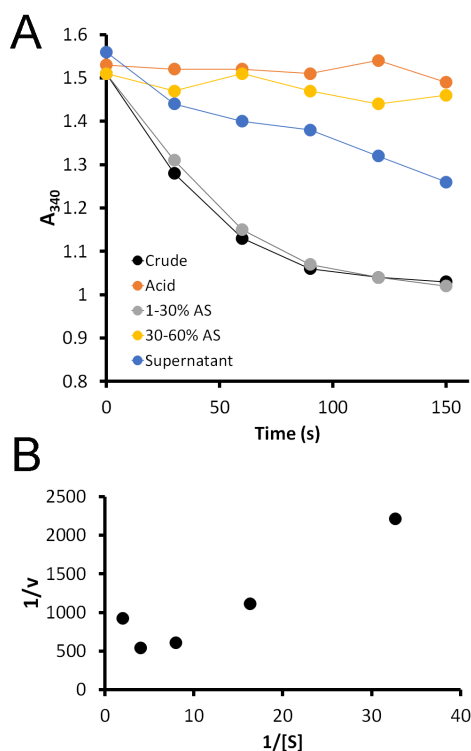 A
1.6
1.5
1.4
1.3
1.2
1.1
1
0.9
0.8
A340
Crude
Acid
1-30% AS
30-60% AS
Supernatant
0 50 100 150
Time (s)
B
2500
2000
1500
1000
500
0
1/v
0 10 20 30 40
1/[S]